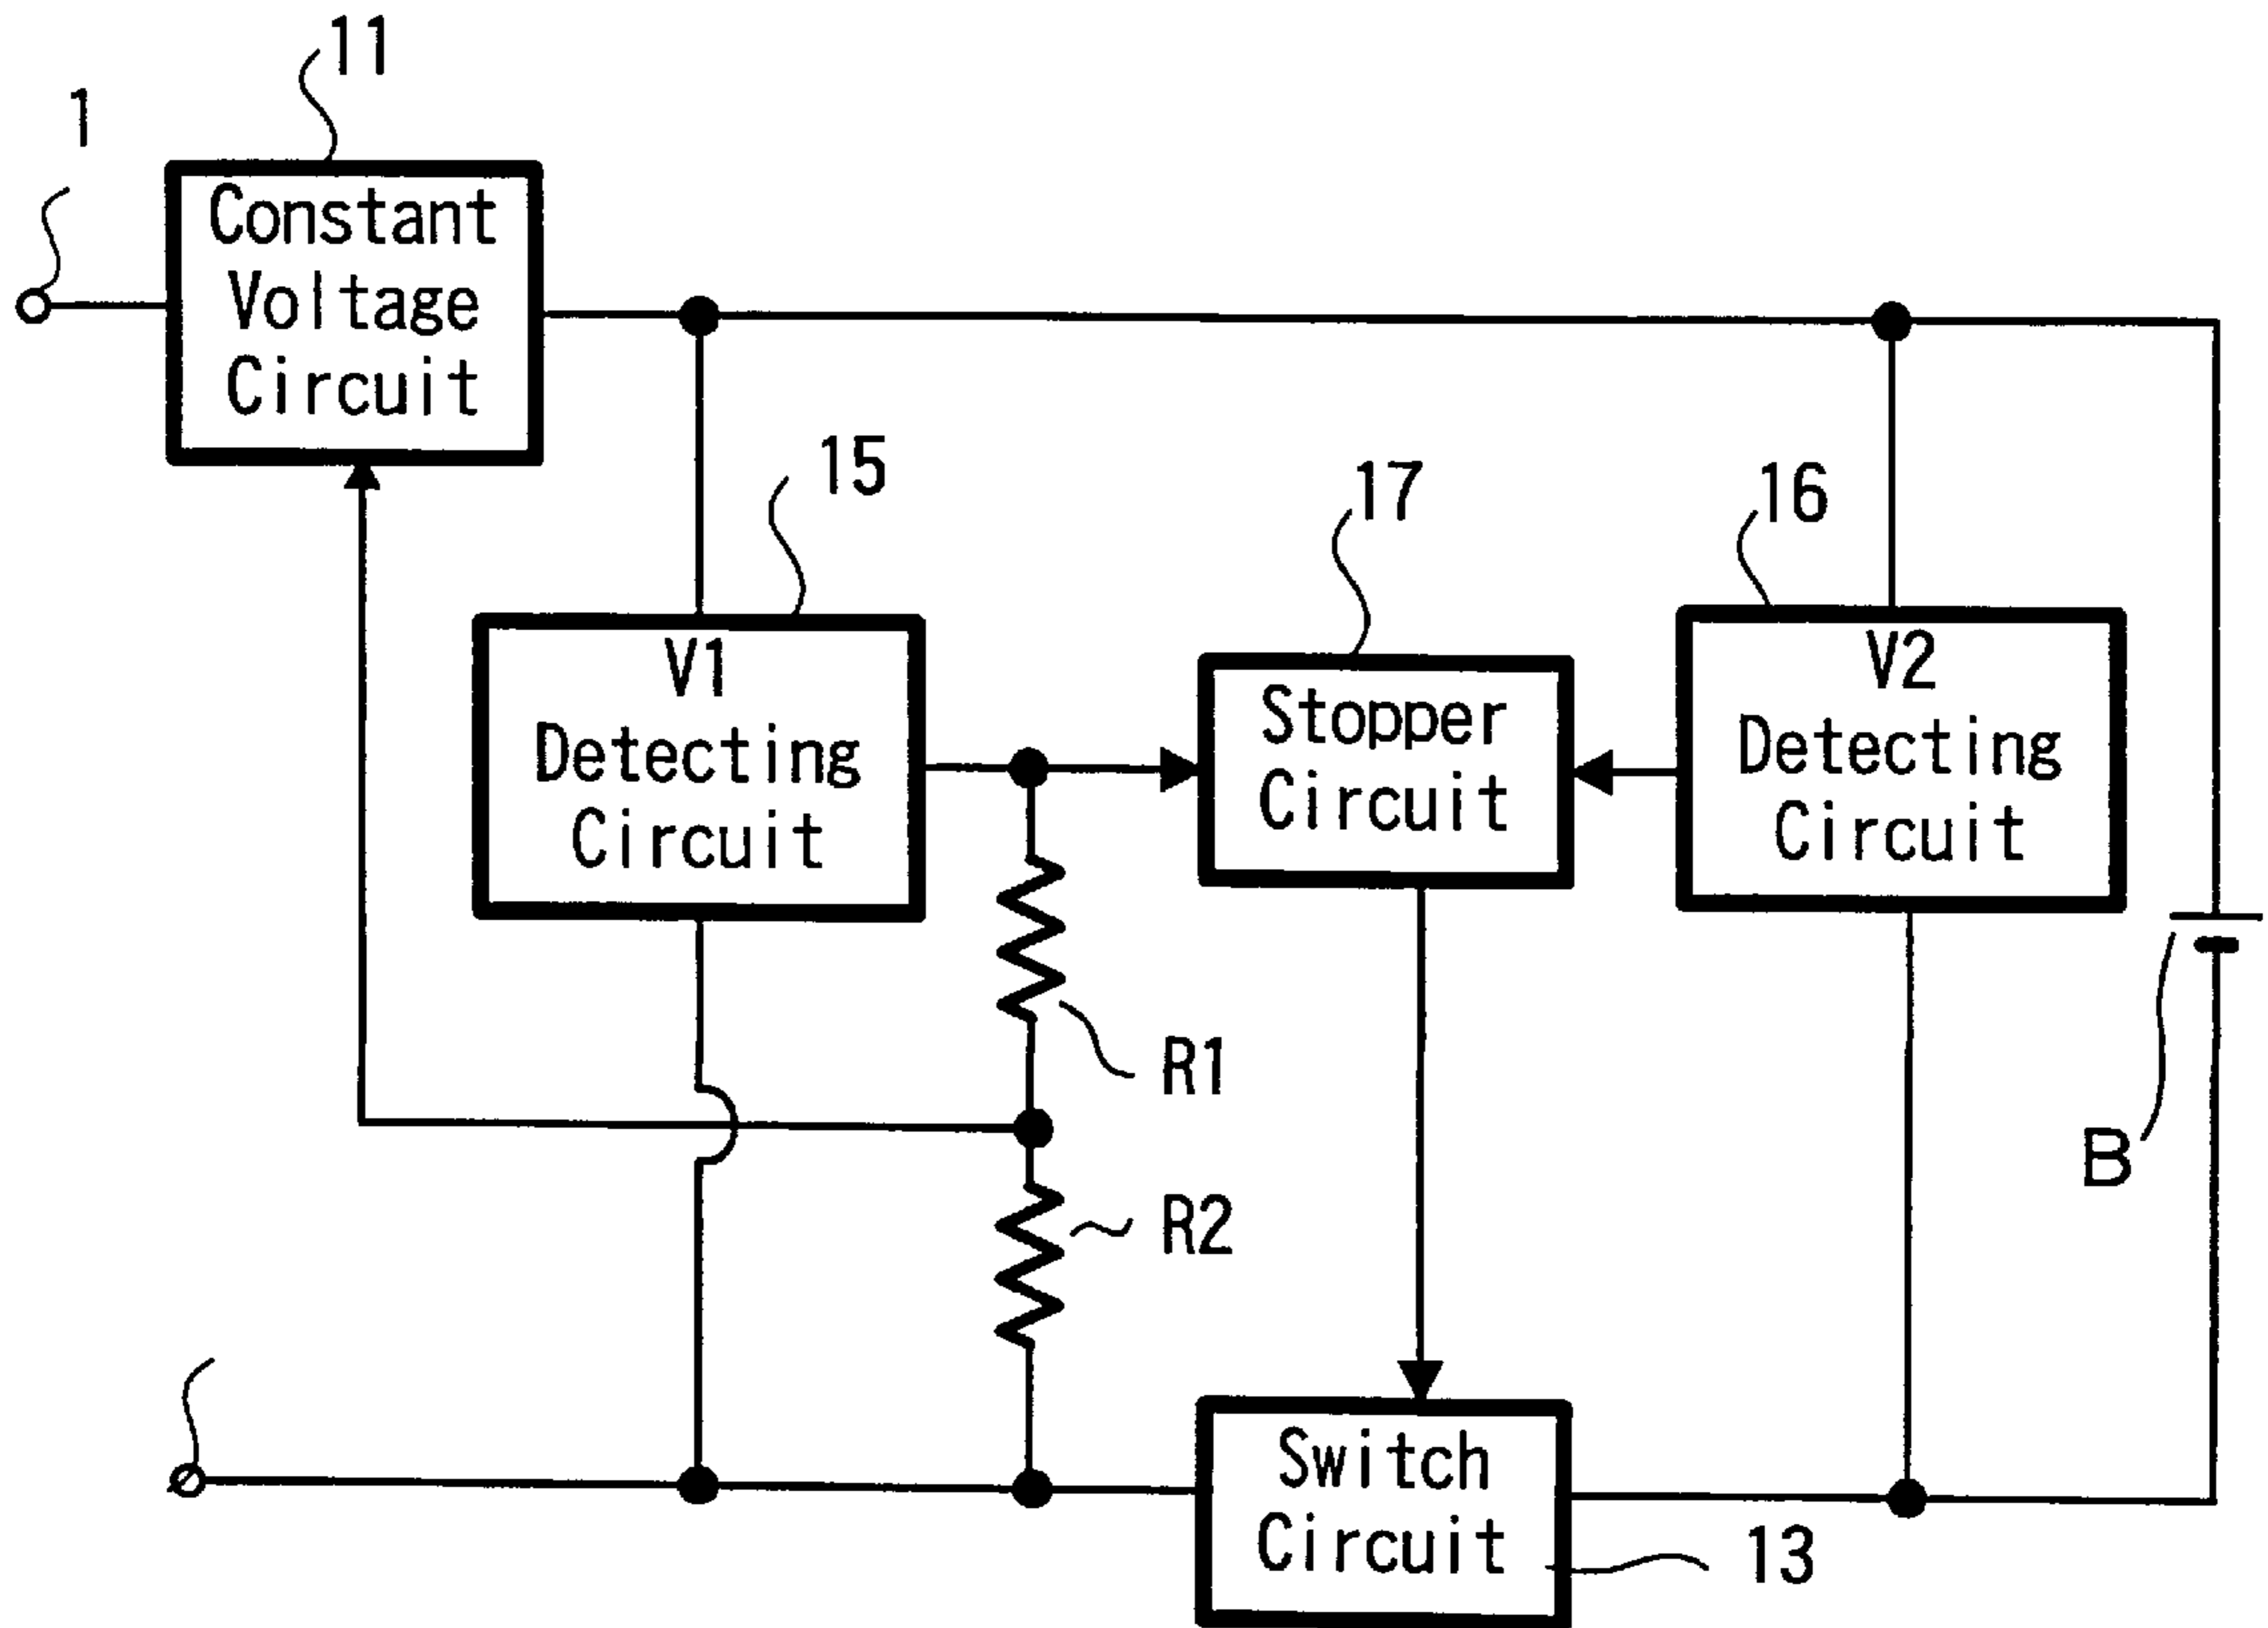 11
1
Constant
Voltage
Circuit
15
17
16
V1
Detecting
Circuit
Stopper
Circuit
V2
Detecting
Circuit
R1
B
R2
Switch
Circuit
13